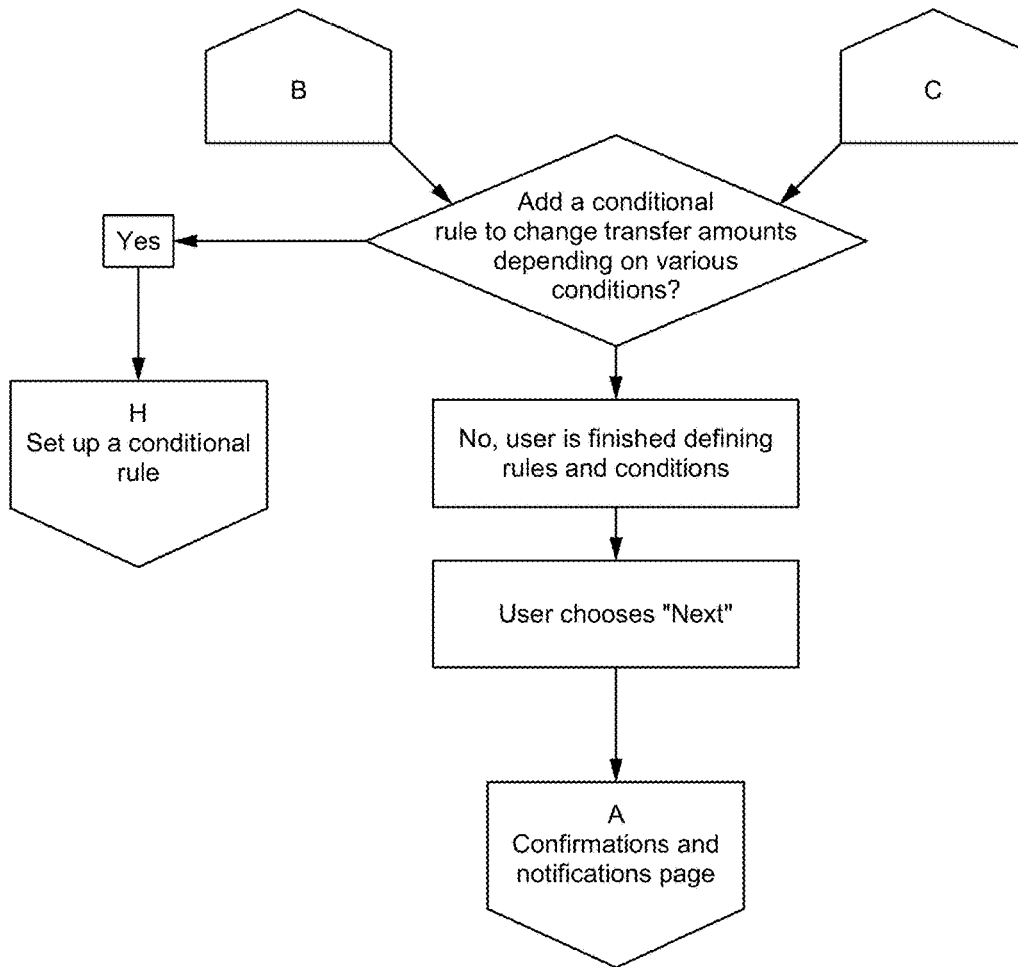 B
C
Add a conditional
rule to change transfer amounts
depending on various
conditions?
Yes
H
Set up a conditional
rule
No, user is finished defining
rules and conditions
User chooses "Next"
A
Confirmations and
notifications page